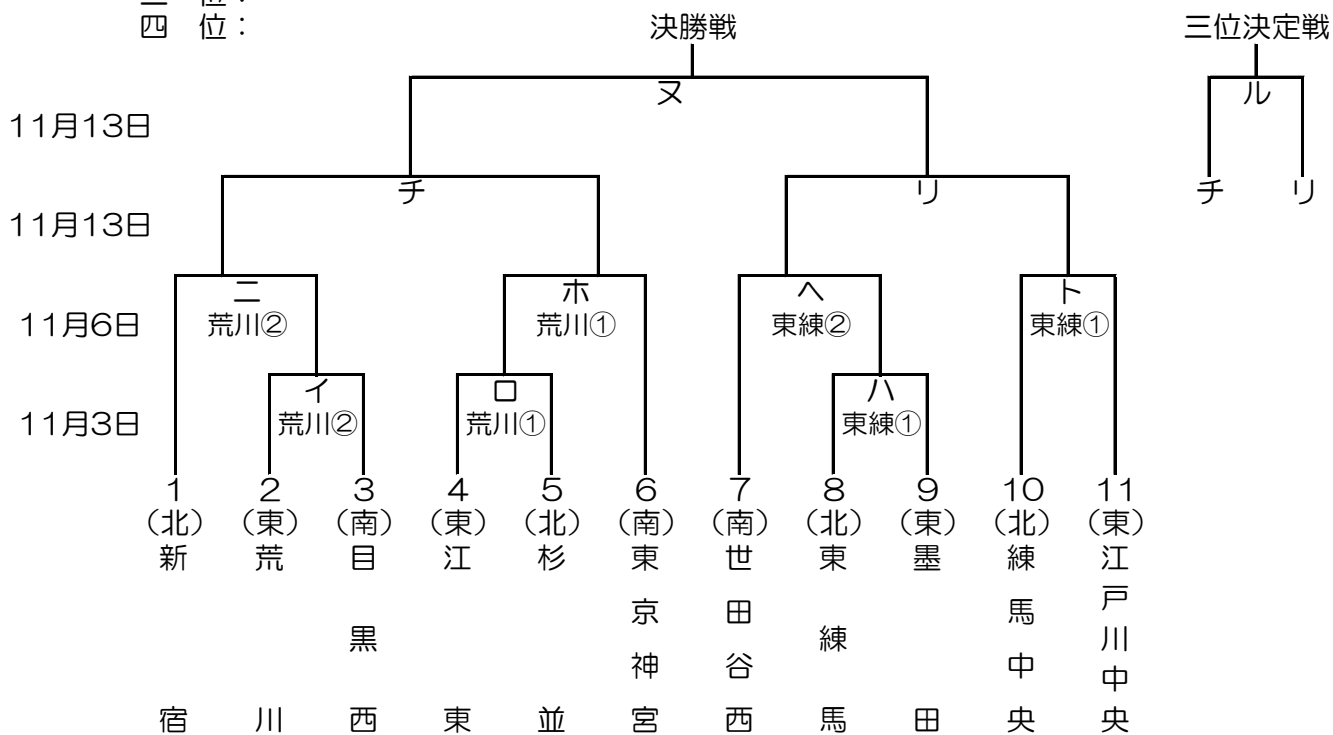 四　位：
決勝戦
三位決定戦
ヌ
ル
11月13日
チ
リ
チ
リ
11月13日
ニ
ホ
ヘ
ト
11月6日
荒川②
荒川①
東練②
東練①
イ
ロ
ハ
11月3日
荒川②
荒川①
東練①
1
2
3
4
5
6
7
8
9
10
11
（北）
（東）
（南）
（東）
（北）
（南）
（南）
（北）
（東）
（北）
（東）
新宿
荒川
目黒西
江東
杉並
東京神宮
世田谷西
東練馬
墨田
練馬中央
江戸川中央